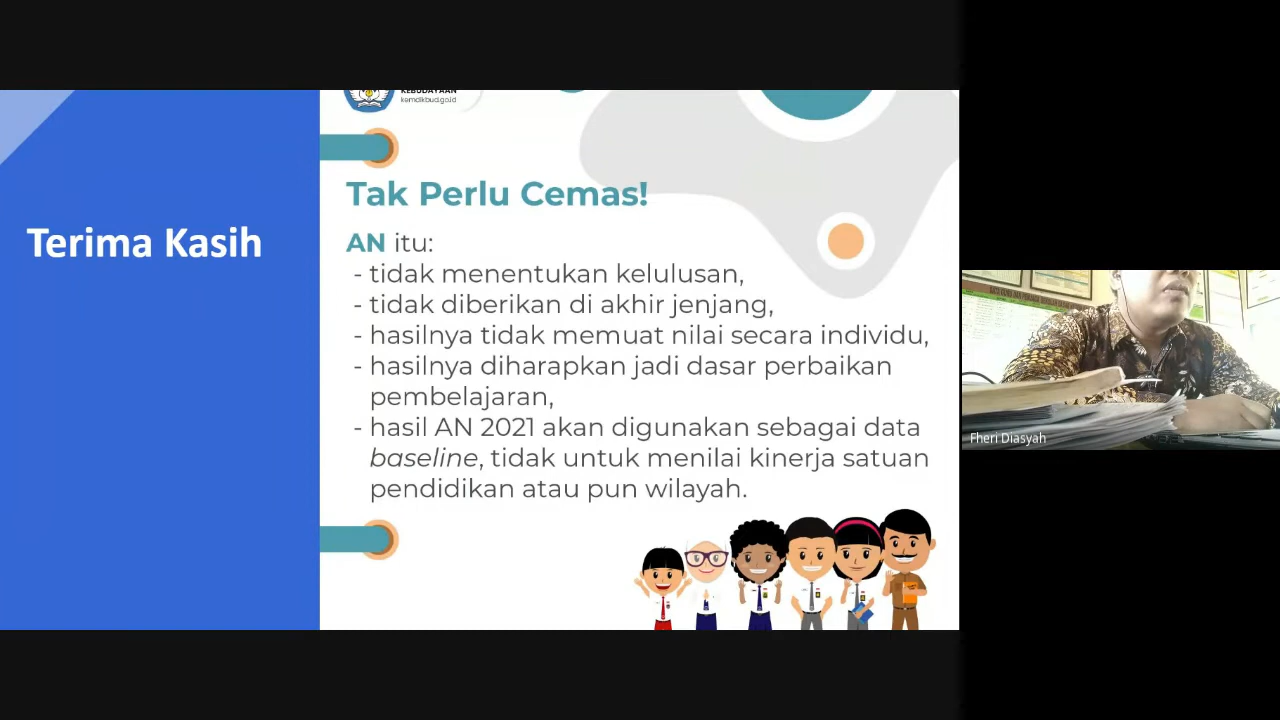 Terima Kasih
KEBUDAYAAN
kemdikbud.go.id
Tak Perlu Cemas!
AN itu:
- tidak menentukan kelulusan,
- tidak diberikan di akhir jenjang,
- hasilnya tidak memuat nilai secara individu,
- hasilnya diharapkan jadi dasar perbaikan
pembelajaran,
- hasil AN 2021 akan digunakan sebagai data
baseline, tidak untuk menilai kinerja satuan
pendidikan atau pun wilayah.
Fheri Diasyah